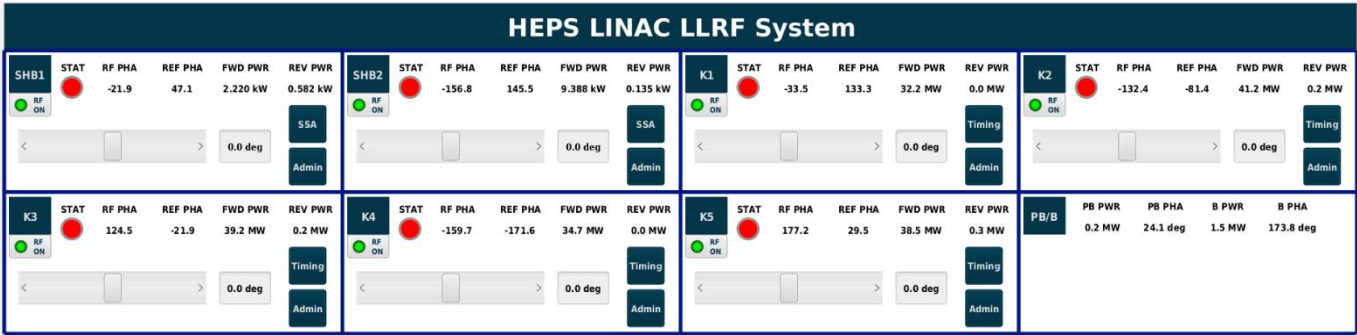 HEPS LINAC LLRF System
SHB1 STAT RF PHA REF PHA FWD PWR REV PWR
-21.9 47.1 2.220 kW 0.582 kW
RF ON
SSA
< > 0.0 deg
Admin
SHB2 STAT RF PHA REF PHA FWD PWR REV PWR
-156.8 145.5 9.388 kW 0.135 kW
RF ON
SSA
< > 0.0 deg
Admin
K1 STAT RF PHA REF PHA FWD PWR REV PWR
-33.5 133.3 32.2 MW 0.0 MW
RF ON
Timing
< > 0.0 deg
Admin
K2 STAT RF PHA REF PHA FWD PWR REV PWR
-132.4 -81.4 41.2 MW 0.2 MW
RF ON
Timing
< > 0.0 deg
Admin
K3 STAT RF PHA REF PHA FWD PWR REV PWR
124.5 -21.9 39.2 MW 0.2 MW
RF ON
Timing
< > 0.0 deg
Admin
K4 STAT RF PHA REF PHA FWD PWR REV PWR
-159.7 -171.6 34.7 MW 0.0 MW
RF ON
Timing
< > 0.0 deg
Admin
K5 STAT RF PHA REF PHA FWD PWR REV PWR
177.2 29.5 38.5 MW 0.3 MW
RF ON
Timing
< > 0.0 deg
Admin
PB/B PB PWR PB PHA B PWR B PHA
0.2 MW 24.1 deg 1.5 MW 173.8 deg